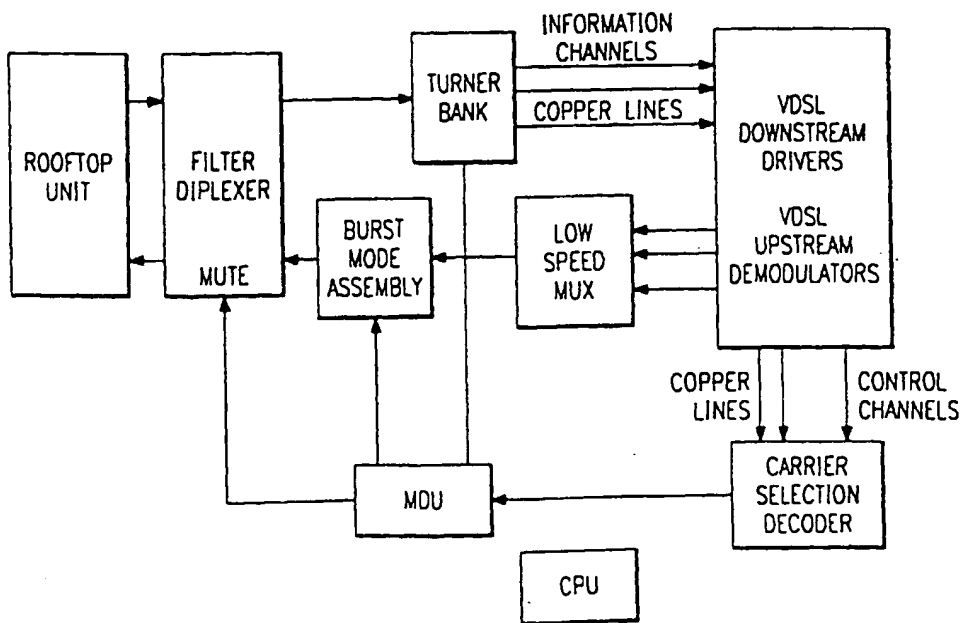 INFORMATION
CHANNELS
TURNER
BANK
COPPER LINES
VDSL
DOWNSTREAM
DRIVERS
ROOFTOP
UNIT
FILTER
DIPLEXER
MUTE
BURST
MODE
ASSEMBLY
LOW
SPEED
MUX
VDSL
UPSTREAM
DEMODULATORS
COPPER
LINES
CONTROL
CHANNELS
MDU
CARRIER
SELECTION
DECODER
CPU